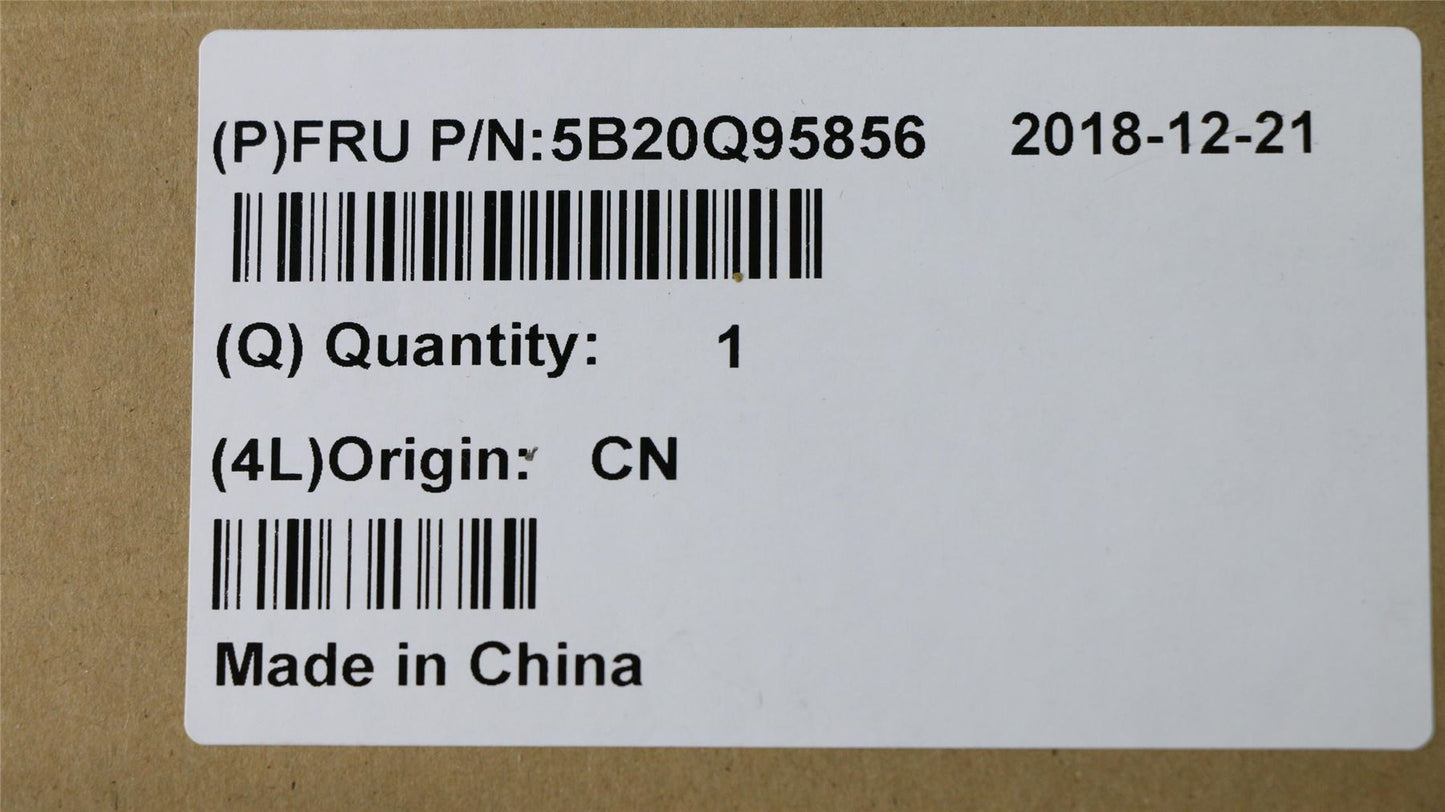 (P)FRU P/N:5B20Q95856 2018-12-21
(Q) Quantity: 1
(4L)Origin: CN
Made in China